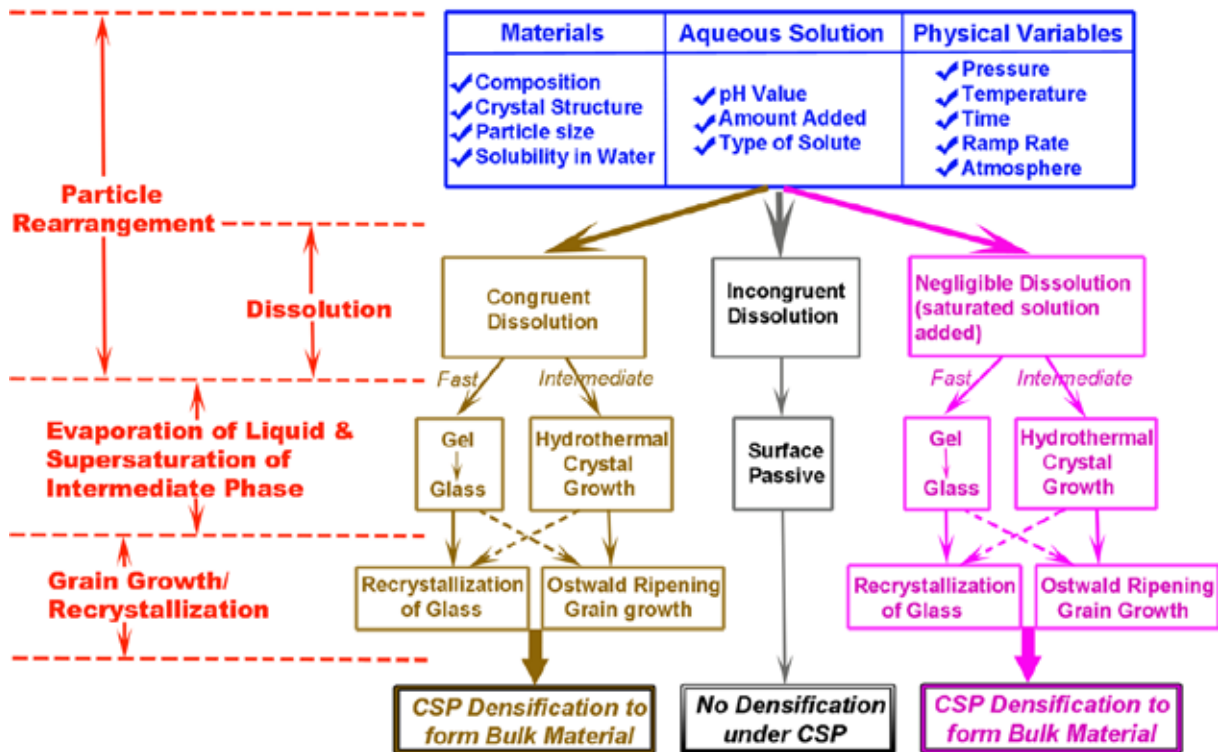 Materials
Composition
Crystal Structure
Particle size
Solubility in Water
Aqueous Solution
pH Value
Amount Added
Type of Solute
Physical Variables
Pressure
Temperature
Time
Ramp Rate
Atmosphere
Particle
Rearrangement
Dissolution
Evaporation of Liquid &
Supersaturation of
Intermediate Phase
Grain Growth/
Recrystallization
Congruent
Dissolution
Fast
Intermediate
Gel
Glass
Hydrothermal
Crystal
Growth
Recrystallization
of Glass
Ostwald Ripening
Grain growth
CSP Densification to
form Bulk Material
Incongruent
Dissolution
Surface
Passive
No Densification
under CSP
Negligible Dissolution
(saturated solution
added)
Fast
Intermediate
Gel
Glass
Hydrothermal
Crystal
Growth
Recrystallization
of Glass
Ostwald Ripening
Grain Growth
CSP Densification to
form Bulk Material